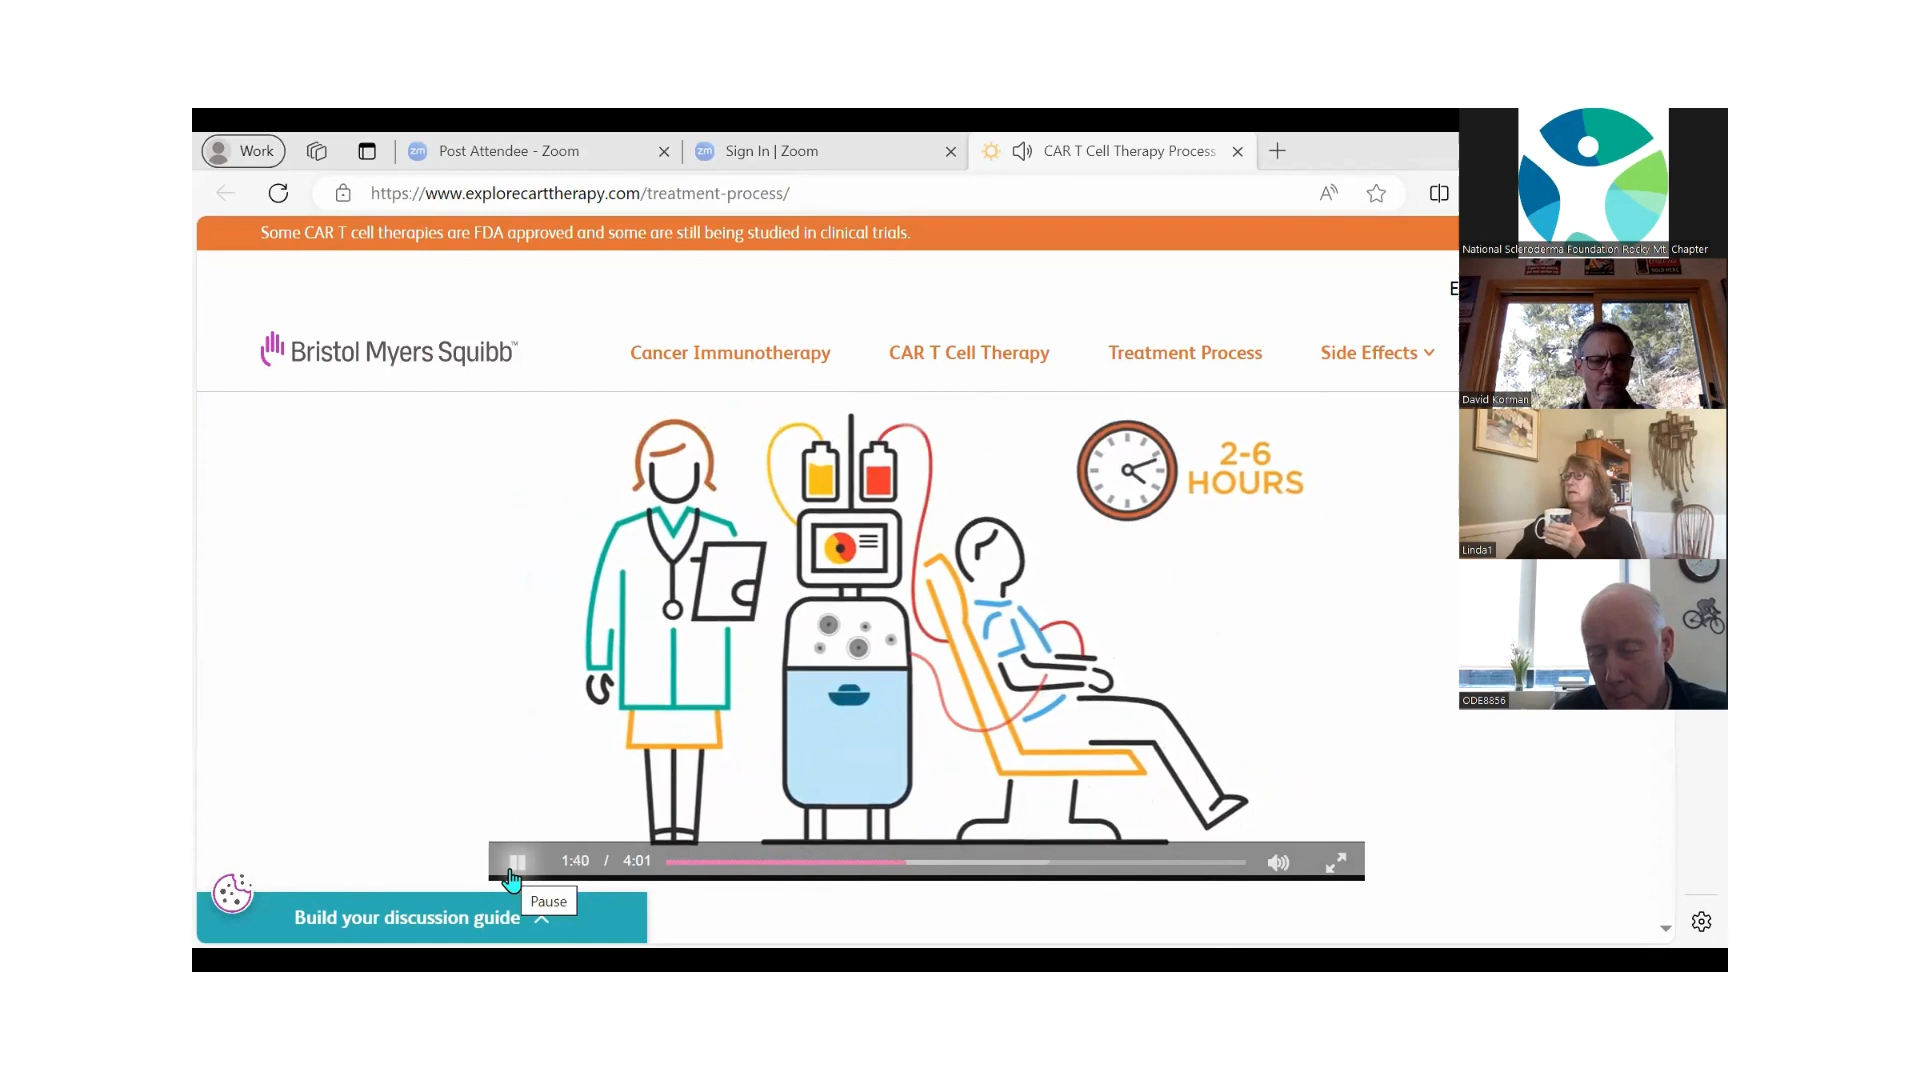 Work
Post Attendee - Zoom
Sign In | Zoom
CAR T Cell Therapy Process
https://www.explorecarttherapy.com/treatment-process/
Some CAR T cell therapies are FDA approved and some are still being studied in clinical trials.
E
Bristol Myers Squibb™
Cancer Immunotherapy
CAR T Cell Therapy
Treatment Process
Side Effects
2-6
HOURS
1:40 / 4:01
Pause
Build your discussion guide
National Scleroderma Foundation Rocky Mt. Chapter
David Korman
Linda1
ODE8856